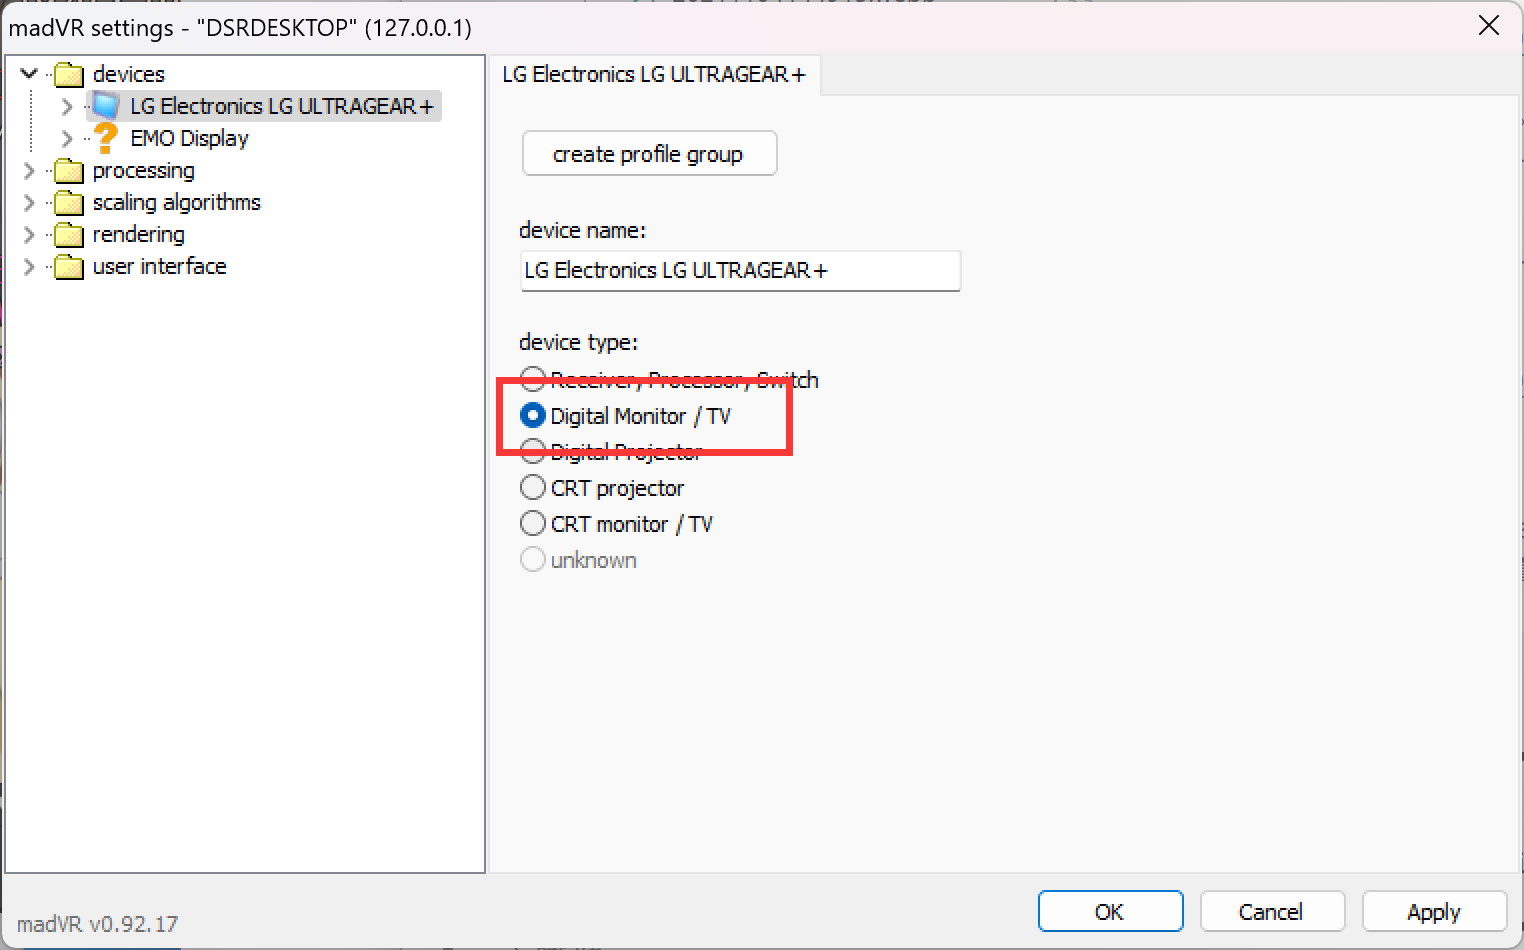 madVR settings - "DSRDESKTOP" (127.0.0.1)
devices
LG Electronics LG ULTRAGEAR+
EMO Display
processing
scaling algorithms
rendering
user interface
LG Electronics LG ULTRAGEAR+
create profile group
device name:
LG Electronics LG ULTRAGEAR+
device type:
Receiver, Processor, Switch
Digital Monitor / TV
Digital Projector
CRT projector
CRT monitor / TV
unknown
madVR v0.92.17
OK
Cancel
Apply